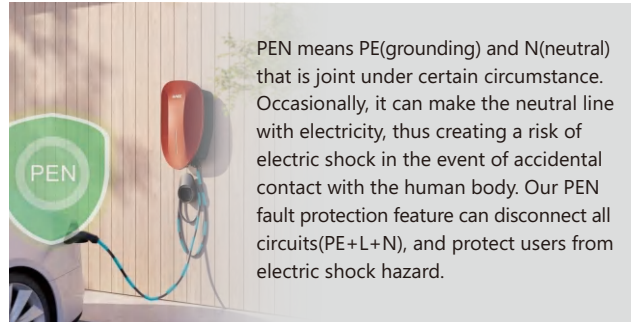 PEN
PEN means PE(grounding) and N(neutral)
that is joint under certain circumstance.
Occasionally, it can make the neutral line
with electricity, thus creating a risk of
electric shock in the event of accidental
contact with the human body. Our PEN
fault protection feature can disconnect all
circuits(PE+L+N), and protect users from
electric shock hazard.